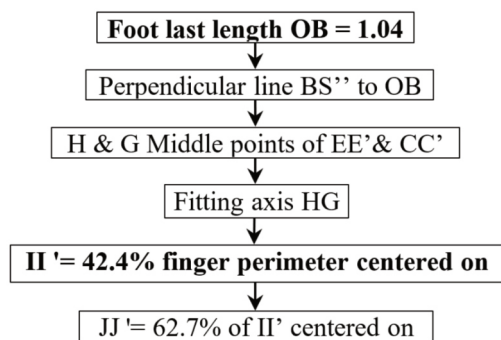 Foot last length OB = 1.04
Perpendicular line BS’’ to OB
H & G Middle points of EE’& CC’
Fitting axis HG
II '= 42.4% finger perimeter centered on
JJ '= 62.7% of II’ centered on